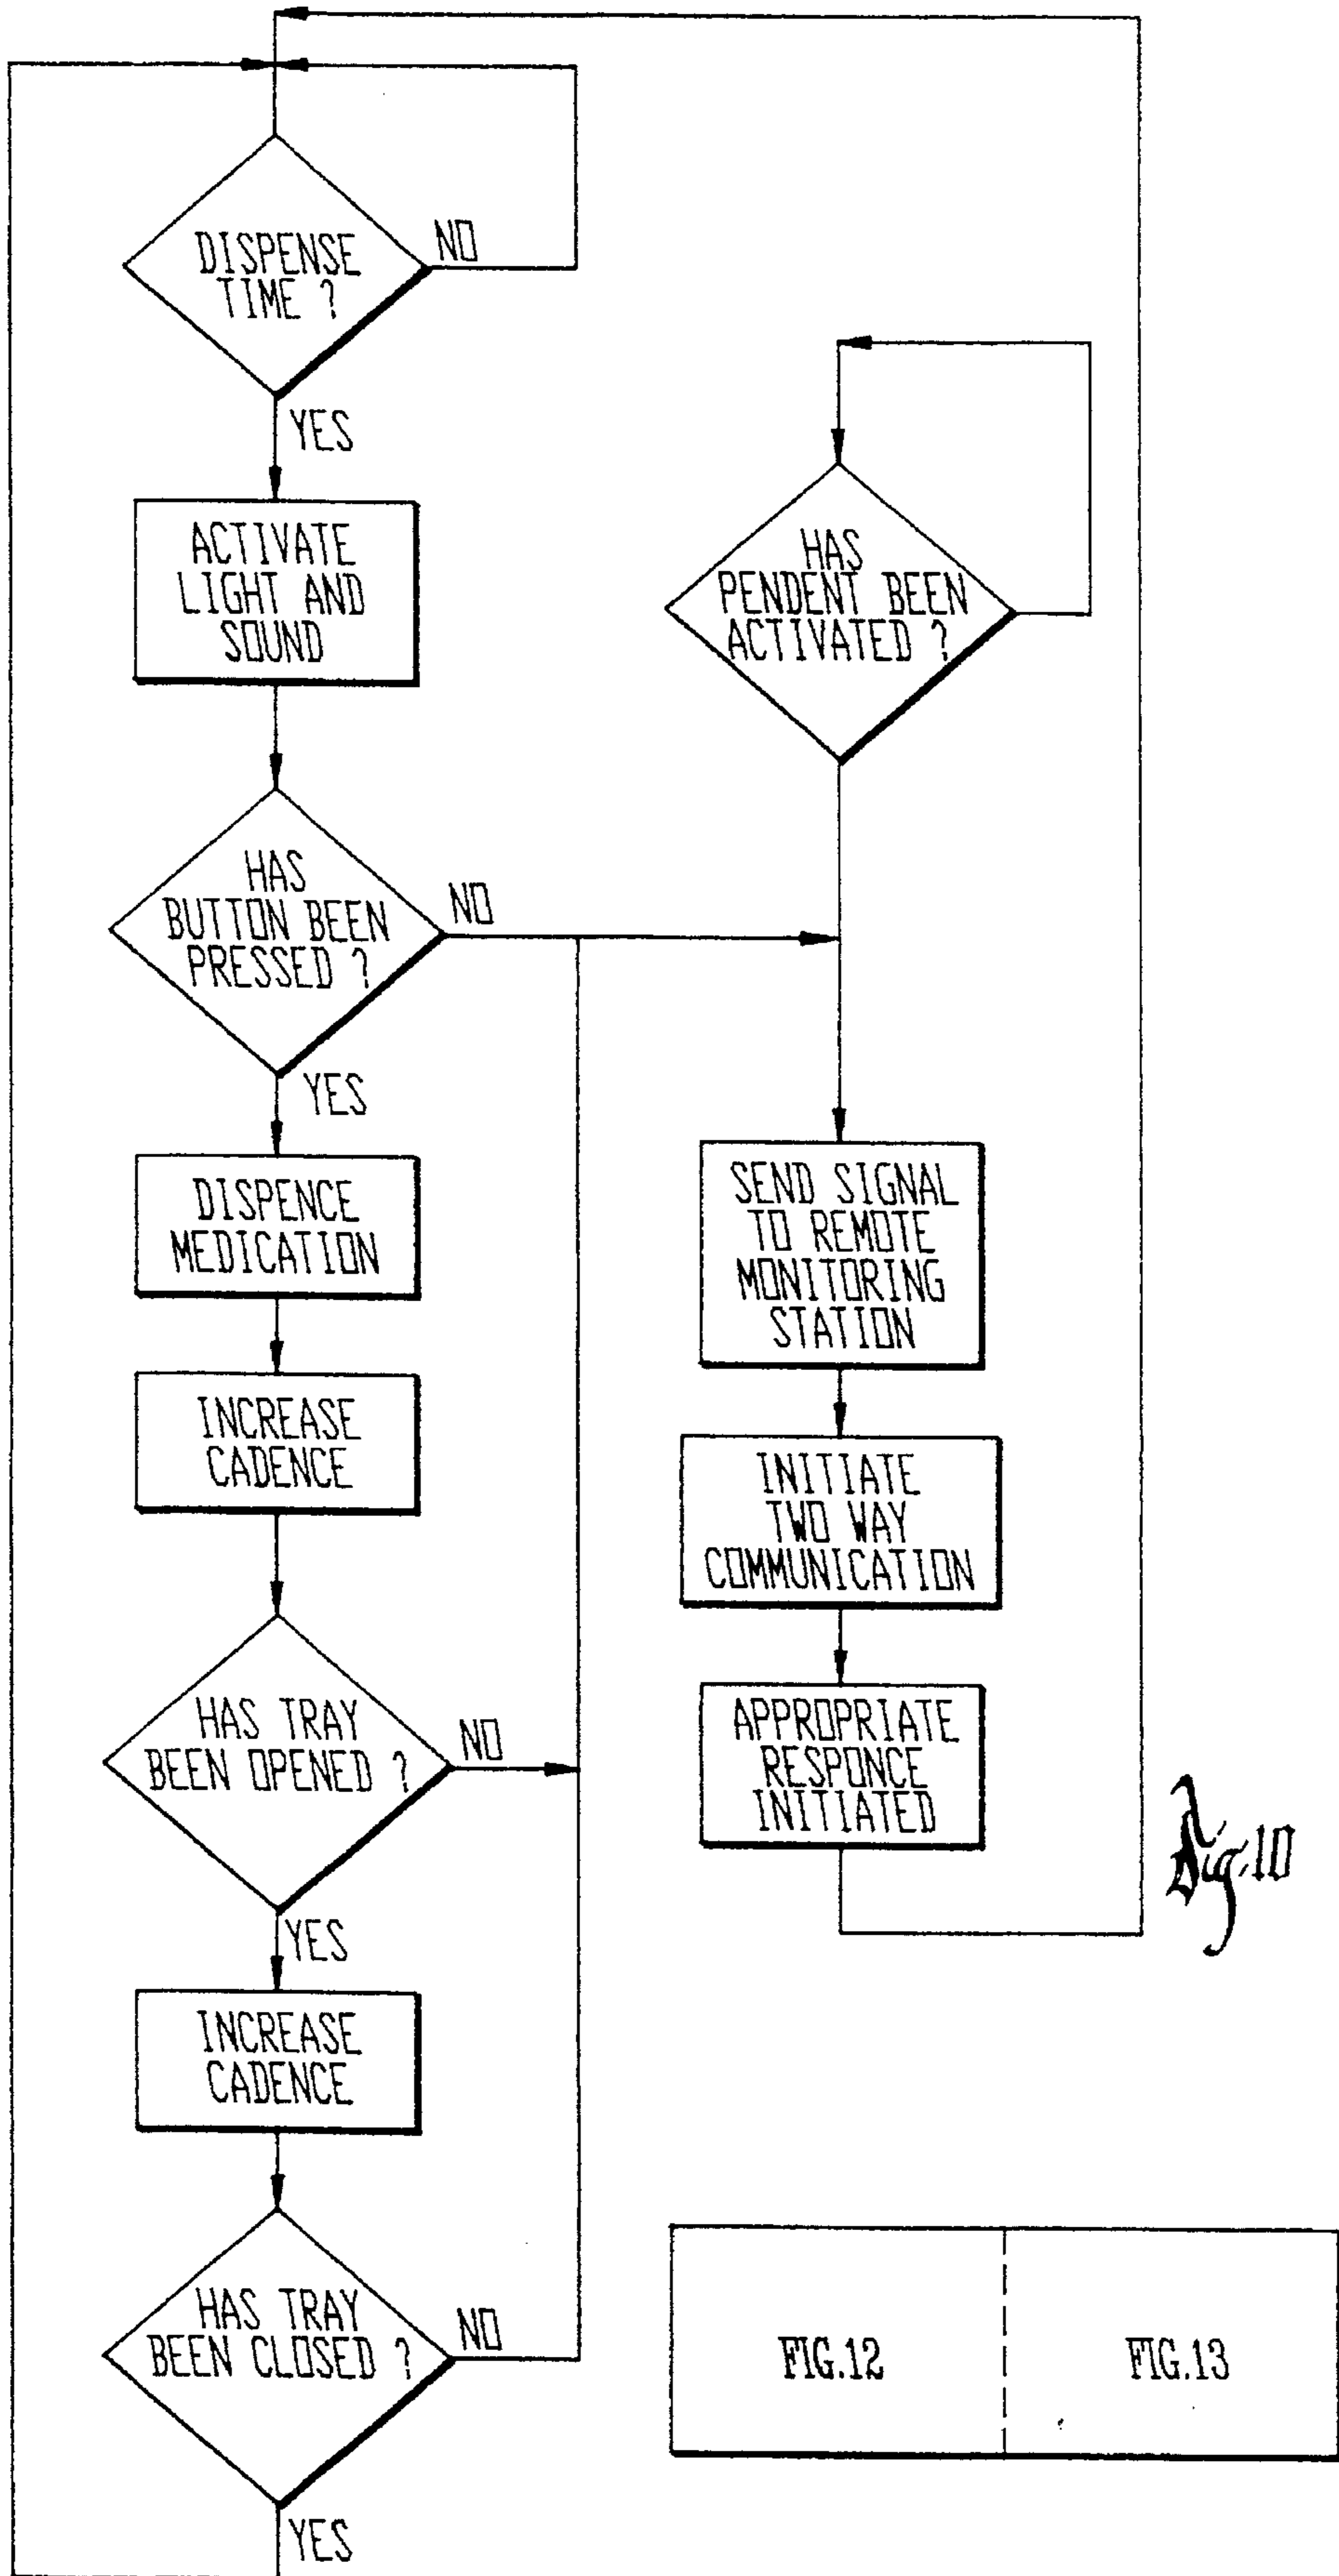 DISPENSE
TIME ?
NO
YES
ACTIVATE
LIGHT AND
SOUND
HAS
BUTTON BEEN
PRESSED ?
NO
YES
DISPENCE
MEDICATION
INCREASE
CADENCE
HAS TRAY
BEEN OPENED ?
NO
YES
INCREASE
CADENCE
HAS TRAY
BEEN CLOSED ?
NO
YES
HAS
PENDENT BEEN
ACTIVATED ?
SEND SIGNAL
TO REMOTE
MONITORING
STATION
INITIATE
TWO WAY
COMMUNICATION
APPROPRIATE
RESPONCE
INITIATED
Fig.10
FIG.12
FIG.13